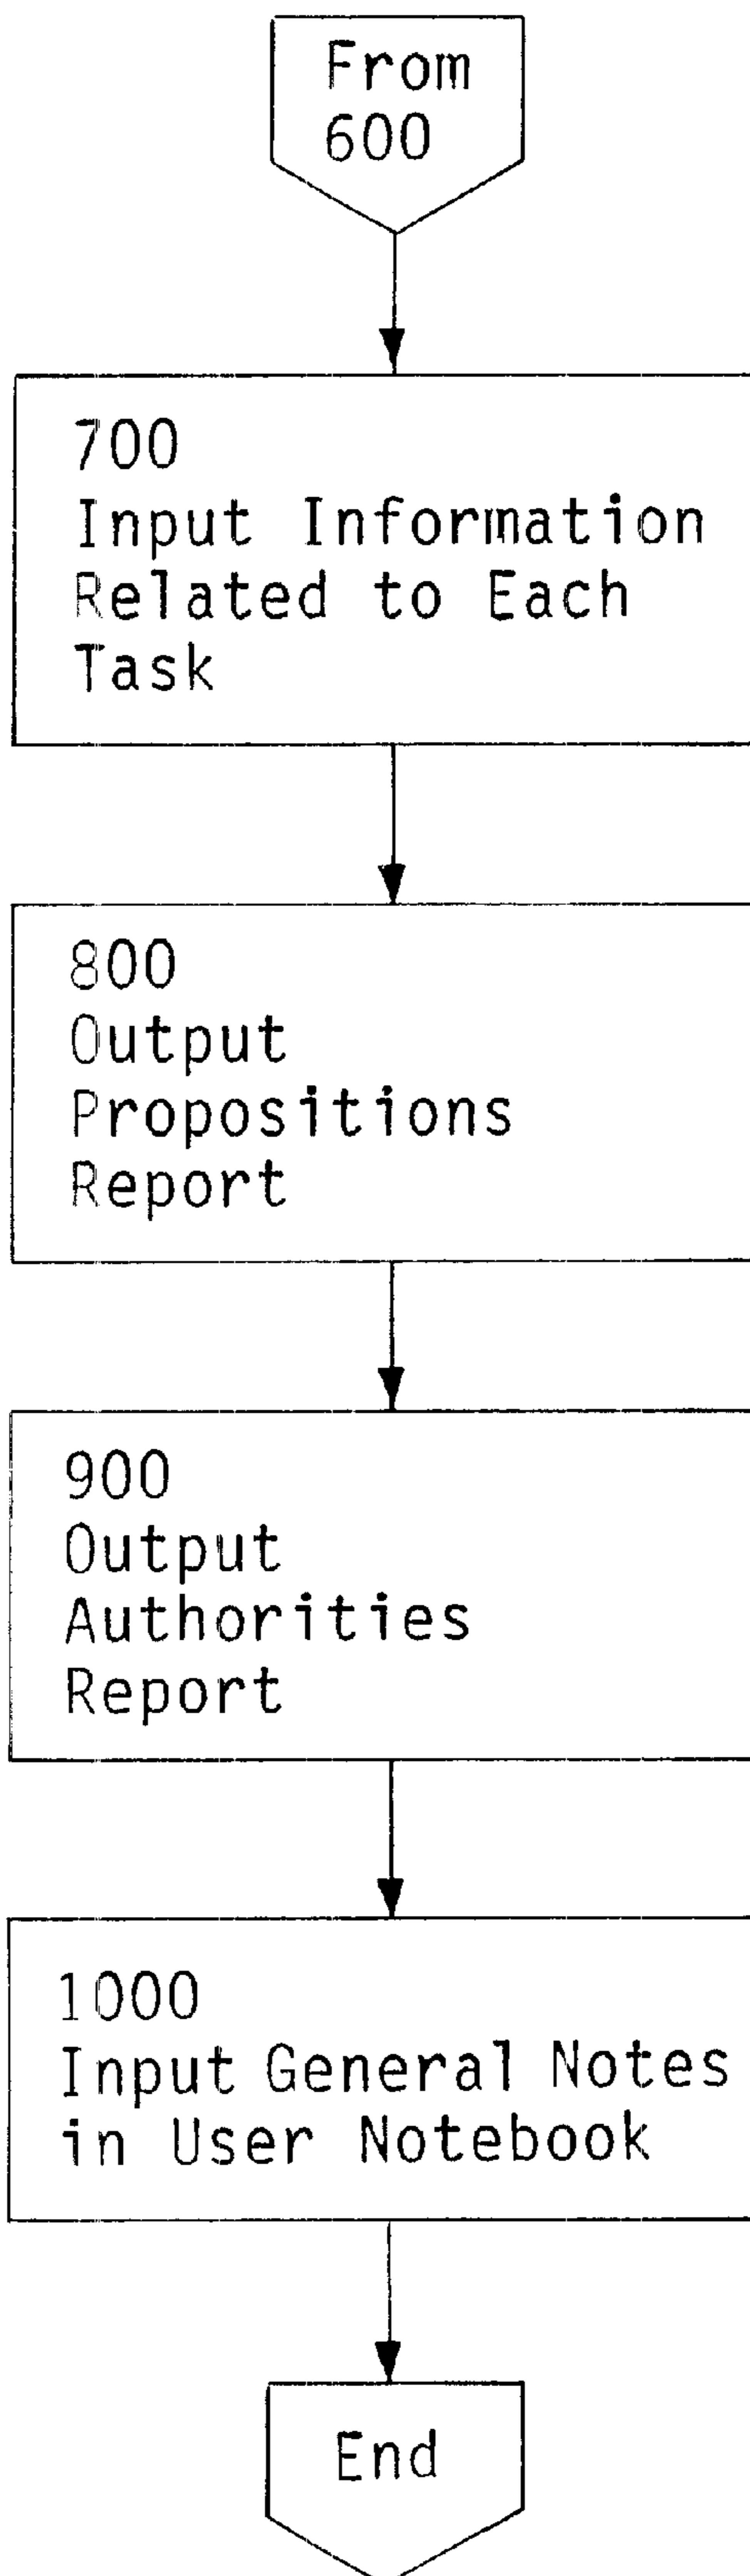 From
600
700
Input Information
Related to Each
Task
800
Output
Propositions
Report
900
Output
Authorities
Report
1000
Input General Notes
in User Notebook
End